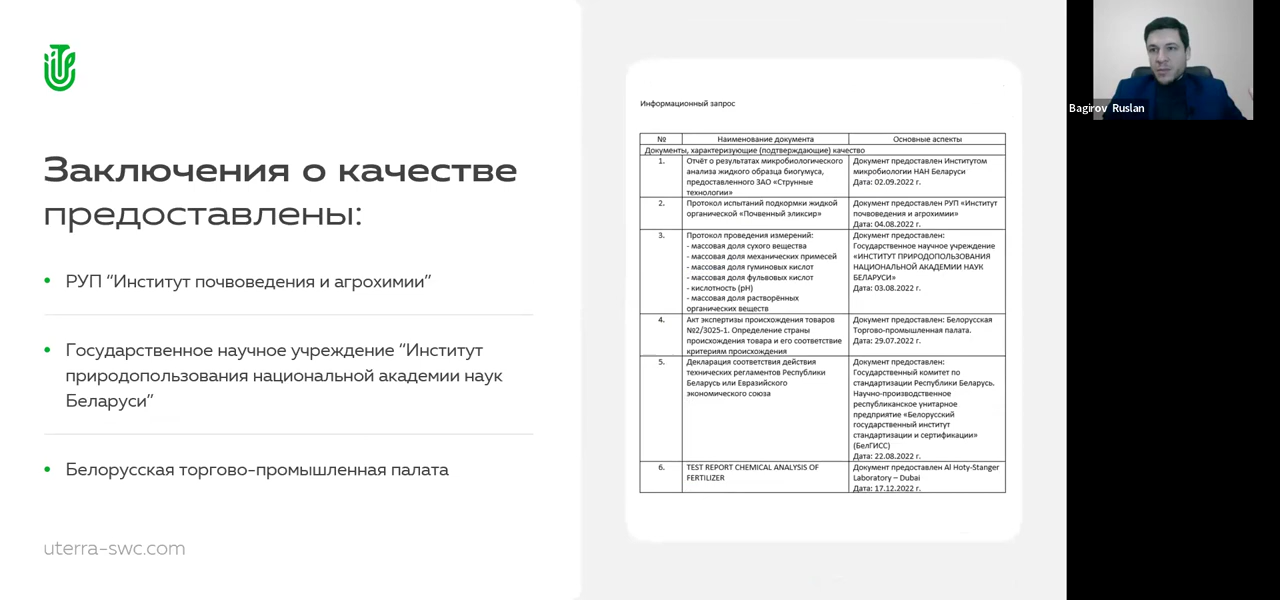 Заключения о качестве
предоставлены:
• РУП “Институт почвоведения и агрохимии”
• Государственное научное учреждение “Институт
природопользования национальной академии наук
Беларуси”
• Белорусская торгово-промышленная палата
uterra-swc.com
Информационный запрос
№ Наименование документа Основные аспекты
Документы, характеризующие (подтверждающие) качество
1. Отчёт о результатах микробиологического
анализа жидкого образца биогумуса,
предоставленного ЗАО «Струнные
технологии»
Документ предоставлен Институтом
микробиологии НАН Беларуси
Дата: 02.09.2022 г.
2. Протокол испытаний подкормки жидкой
органической «Почвенный эликсир»
Документ предоставлен РУП «Институт
почвоведения и агрохимии»
Дата: 04.08.2022 г.
3. Протокол проведения измерений:
- массовая доля сухого вещества
- массовая доля механических примесей
- массовая доля гуминовых кислот
- массовая доля фульвовых кислот
- кислотность (pH)
- массовая доля растворённых
органических веществ
Документ предоставлен:
Государственное научное учреждение
«ИНСТИТУТ ПРИРОДОПОЛЬЗОВАНИЯ
НАЦИОНАЛЬНОЙ АКАДЕМИИ НАУК
БЕЛАРУСИ»
Дата: 03.08.2022 г.
4. Акт экспертизы происхождения товаров
№2/3025-1. Определение страны
происхождения товара и его соответствие
критериям происхождения
Документ предоставлен: Белорусская
Торгово-промышленная палата.
Дата: 29.07.2022 г.
5. Декларация соответствия действия
технических регламентов Республики
Беларусь или Евразийского
экономического союза
Документ предоставлен:
Государственный комитет по
стандартизации Республики Беларусь.
Научно-производственное
республиканское унитарное
предприятие «Белорусский
государственный институт
стандартизации и сертификации»
(БелГИСС)
Дата: 22.08.2022 г.
6. TEST REPORT CHEMICAL ANALYSIS OF
FERTILIZER
Документ предоставлен Al Hoty-Stanger
Laboratory – Dubai
Дата: 17.12.2022 г.
Bagirov Ruslan